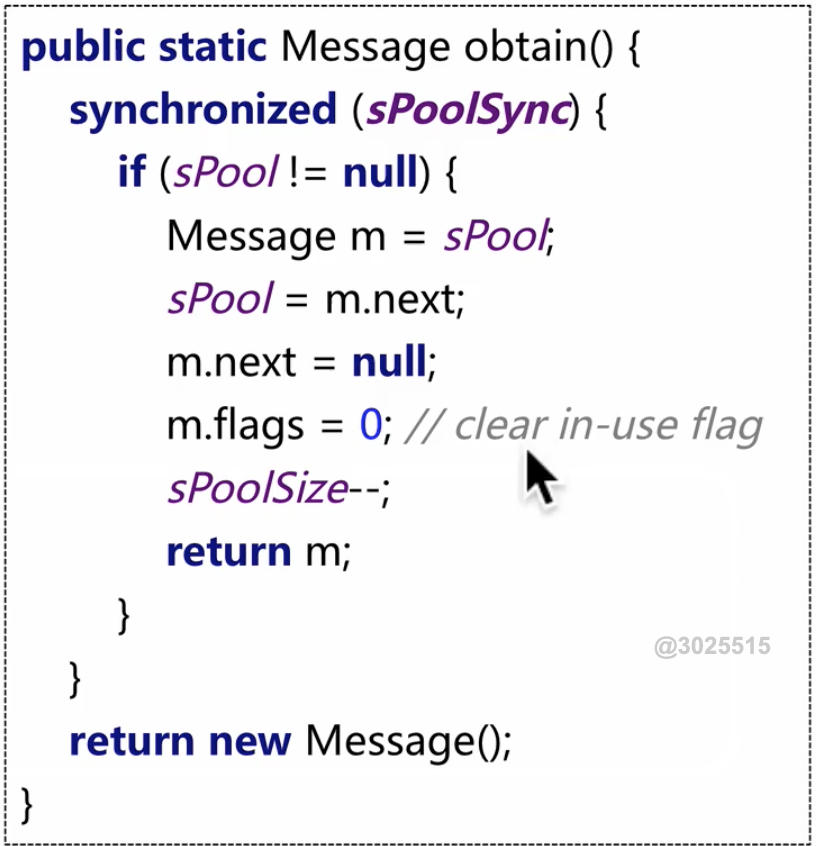 public static Message obtain() {
synchronized (sPoolSync) {
if (sPool != null) {
Message m = sPool;
sPool = m.next;
m.next = null;
m.flags = 0; // clear in-use flag
sPoolSize--;
return m;
}
@3025515
}
return new Message();
}